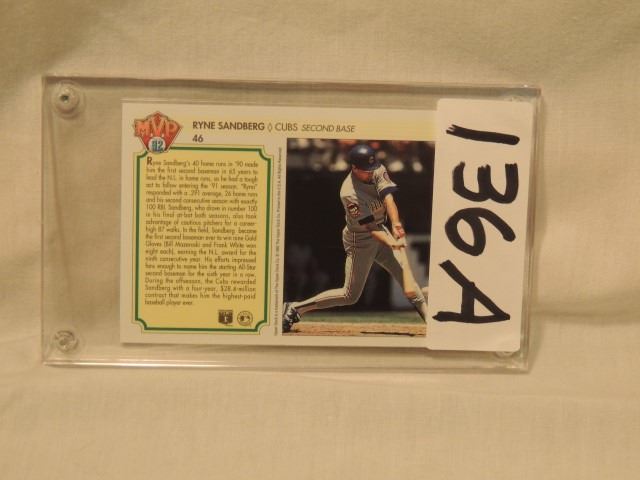 MVP
92
RYNE SANDBERG ◊ CUBS SECOND BASE
46
Ryne Sandberg's 40 home runs in '90 made
him the first second baseman in 65 years to
lead the N.L. in home runs, so he had a tough
act to follow entering the '91 season. "Ryno"
responded with a .291 average, 26 home runs
and his second consecutive season with exactly
100 RBI. Sandberg, who drove in number 100
in his final at-bat both seasons, also took
advantage of cautious pitchers for a career-
high 87 walks. In the field, Sandberg became
the first second baseman ever to win nine Gold
Gloves (Bill Mazeroski and Frank White won
eight each), earning the N.L. award for the
ninth consecutive year. His efforts impressed
fans enough to name him the starting All-Star
second baseman for the sixth year in a row.
During the offseason, the Cubs rewarded
Sandberg with a four-year, $28.4-million
contract that makes him the highest-paid
baseball player ever.
136A